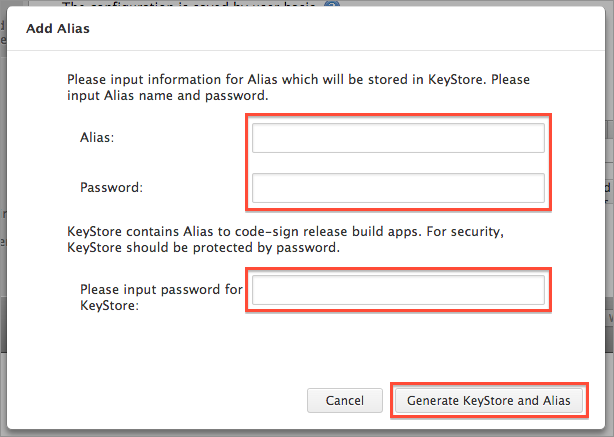 The configuration is saved by user basic.
Add Alias
Please input information for Alias which will be stored in KeyStore. Please
input Alias name and password.
Alias:
Password:
KeyStore contains Alias to code-sign release build apps. For security,
KeyStore should be protected by password.
Please input password for
KeyStore:
Cancel
Generate KeyStore and Alias